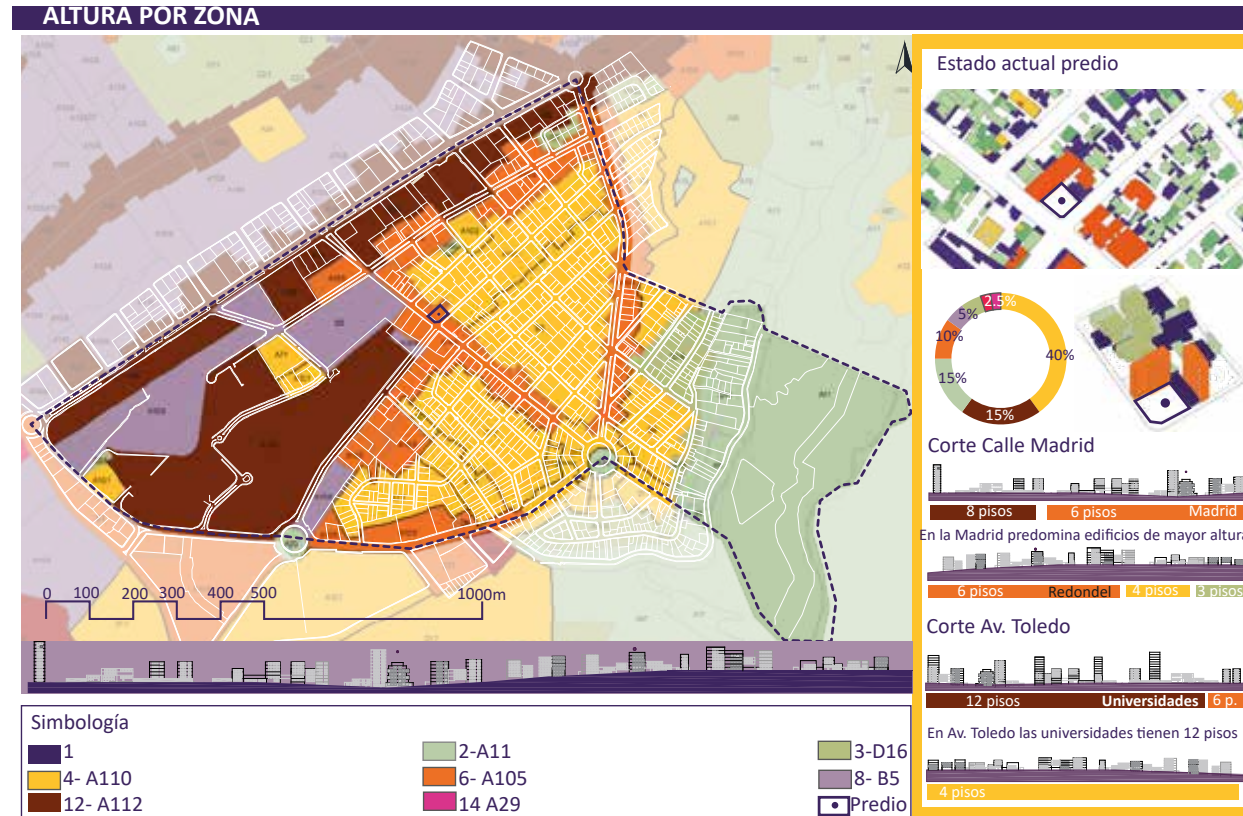 ALTURA POR ZONA
0 100 200 300 400 500 1000m
Simbología
1
2-A11
3-D16
4- A110
6- A105
8- B5
12- A112
14 A29
Predio
Estado actual predio
2.5%
5%
10%
40%
15%
15%
Corte Calle Madrid
8 pisos 6 pisos Madrid
En la Madrid predomina edificios de mayor altura
6 pisos Redondel 4 pisos 3 pisos
Corte Av. Toledo
12 pisos Universidades 6 p.
En Av. Toledo las universidades tienen 12 pisos
4 pisos